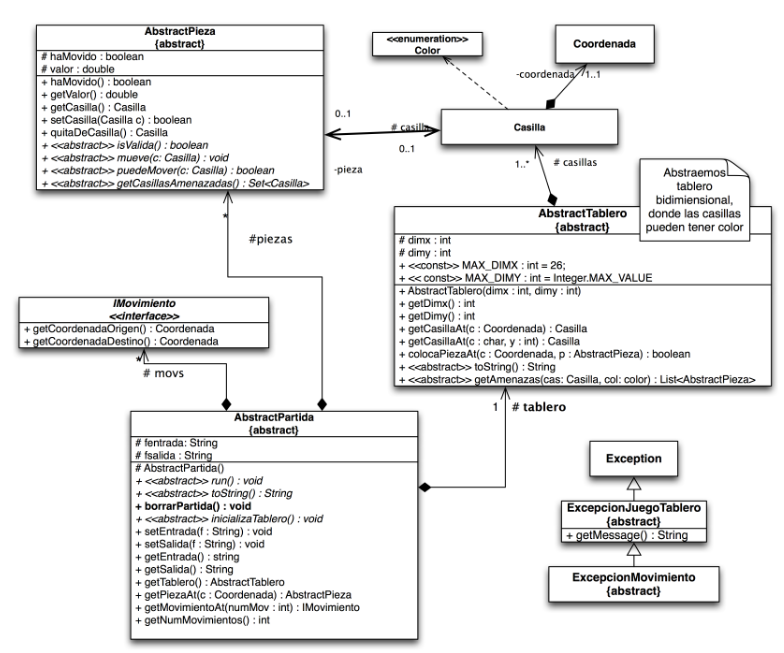 AbstractPieza
{abstract}
# haMovido : boolean
# valor : double
+ haMovido() : boolean
+ getValor() : double
+ getCasilla() : Casilla
+ setCasilla(Casilla c) : boolean
+ quitaDeCasilla() : Casilla
+ <<abstract>> isValida() : boolean
+ <<abstract>> mueve(c: Casilla) : void
+ <<abstract>> puedeMover(c: Casilla) : boolean
+ <<abstract>> getCasillasAmenazadas() : Set<Casilla>
<<enumeration>>
Color
Coordenada
-coordenada
1..1
0..1
# casilla
0..1
-pieza
Casilla
1..*
# casillas
Abstraemos
tablero
bidimiensional,
donde las casillas
pueden tener color
AbstractTablero
{abstract}
# dimx : int
# dimy : int
+ <<const>> MAX_DIMX : int = 26;
+ << const>> MAX_DIMY : int = Integer.MAX_VALUE
+ AbstractTablero(dimx : int, dimy : int)
+ getDimx() : int
+ getDimy() : int
+ getCasillaAt(c : Coordenada) : Casilla
+ getCasillaAt(c : char, y : int) : Casilla
+ colocaPiezaAt(c : Coordenada, p : AbstractPieza) : boolean
+ <<abstract>> toString() : String
+ <<abstract>> getAmenazas(cas: Casilla, col: color) : List<AbstractPieza>
*
#piezas
IMovimiento
<<interface>>
+ getCoordenadaOrigen() : Coordenada
+ getCoordenadaDestino() : Coordenada
*
# movs
1
# tablero
AbstractPartida
{abstract}
# fentrada: String
# fsalida : String
# AbstractPartida()
+ <<abstract>> run() : void
+ <<abstract>> toString() : String
+ borrarPartida() : void
+ <<abstract>> inicializaTablero() : void
+ setEntrada(f : String) : void
+ setSalida(f : String) : void
+ getEntrada() : string
+ getSalida() : String
+ getTablero() : AbstractTablero
+ getPiezaAt(c : Coordenada) : AbstractPieza
+ getMovimientoAt(numMov : int) : IMovimiento
+ getNumMovimientos() : int
Exception
ExcepcionJuegoTablero
{abstract}
+ getMessage() : String
ExcepcionMovimiento
{abstract}